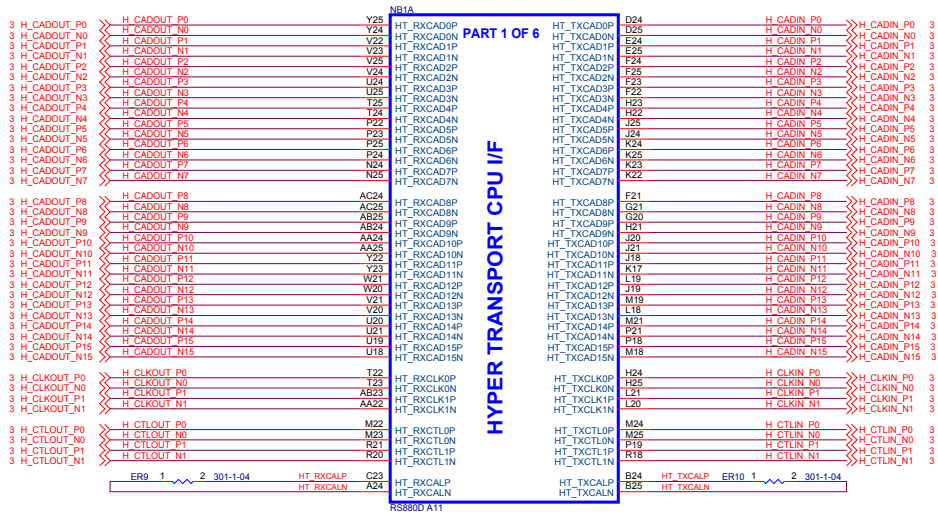 NB1A
PART 1 OF 6
HYPER TRANSPORT CPU I/F
3 H_CADOUT_P0 H_CADOUT_P0 Y25 HT_RXCAD0P HT_TXCAD0P D24 H_CADIN_P0 H_CADIN_P0 3
3 H_CADOUT_N0 H_CADOUT_N0 Y24 HT_RXCAD0N HT_TXCAD0N D25 H_CADIN_N0 H_CADIN_N0 3
3 H_CADOUT_P1 H_CADOUT_P1 V22 HT_RXCAD1P HT_TXCAD1P E24 H_CADIN_P1 H_CADIN_P1 3
3 H_CADOUT_N1 H_CADOUT_N1 V23 HT_RXCAD1N HT_TXCAD1N E25 H_CADIN_N1 H_CADIN_N1 3
3 H_CADOUT_P2 H_CADOUT_P2 V25 HT_RXCAD2P HT_TXCAD2P F24 H_CADIN_P2 H_CADIN_P2 3
3 H_CADOUT_N2 H_CADOUT_N2 V24 HT_RXCAD2N HT_TXCAD2N F25 H_CADIN_N2 H_CADIN_N2 3
3 H_CADOUT_P3 H_CADOUT_P3 U24 HT_RXCAD3P HT_TXCAD3P F23 H_CADIN_P3 H_CADIN_P3 3
3 H_CADOUT_N3 H_CADOUT_N3 U25 HT_RXCAD3N HT_TXCAD3N F22 H_CADIN_N3 H_CADIN_N3 3
3 H_CADOUT_P4 H_CADOUT_P4 T25 HT_RXCAD4P HT_TXCAD4P H23 H_CADIN_P4 H_CADIN_P4 3
3 H_CADOUT_N4 H_CADOUT_N4 T24 HT_RXCAD4N HT_TXCAD4N H22 H_CADIN_N4 H_CADIN_N4 3
3 H_CADOUT_P5 H_CADOUT_P5 P22 HT_RXCAD5P HT_TXCAD5P J25 H_CADIN_P5 H_CADIN_P5 3
3 H_CADOUT_N5 H_CADOUT_N5 P23 HT_RXCAD5N HT_TXCAD5N J24 H_CADIN_N5 H_CADIN_N5 3
3 H_CADOUT_P6 H_CADOUT_P6 P25 HT_RXCAD6P HT_TXCAD6P K24 H_CADIN_P6 H_CADIN_P6 3
3 H_CADOUT_N6 H_CADOUT_N6 P24 HT_RXCAD6N HT_TXCAD6N K25 H_CADIN_N6 H_CADIN_N6 3
3 H_CADOUT_P7 H_CADOUT_P7 N24 HT_RXCAD7P HT_TXCAD7P K23 H_CADIN_P7 H_CADIN_P7 3
3 H_CADOUT_N7 H_CADOUT_N7 N25 HT_RXCAD7N HT_TXCAD7N K22 H_CADIN_N7 H_CADIN_N7 3
3 H_CADOUT_P8 H_CADOUT_P8 AC24 HT_RXCAD8P HT_TXCAD8P F21 H_CADIN_P8 H_CADIN_P8 3
3 H_CADOUT_N8 H_CADOUT_N8 AC25 HT_RXCAD8N HT_TXCAD8N G21 H_CADIN_N8 H_CADIN_N8 3
3 H_CADOUT_P9 H_CADOUT_P9 AB25 HT_RXCAD9P HT_TXCAD9P G20 H_CADIN_P9 H_CADIN_P9 3
3 H_CADOUT_N9 H_CADOUT_N9 AB24 HT_RXCAD9N HT_TXCAD9N H21 H_CADIN_N9 H_CADIN_N9 3
3 H_CADOUT_P10 H_CADOUT_P10 AA24 HT_RXCAD10P HT_TXCAD10P J20 H_CADIN_P10 H_CADIN_P10 3
3 H_CADOUT_N10 H_CADOUT_N10 AA25 HT_RXCAD10N HT_TXCAD10N J21 H_CADIN_N10 H_CADIN_N10 3
3 H_CADOUT_P11 H_CADOUT_P11 Y22 HT_RXCAD11P HT_TXCAD11P J18 H_CADIN_P11 H_CADIN_P11 3
3 H_CADOUT_N11 H_CADOUT_N11 Y23 HT_RXCAD11N HT_TXCAD11N K17 H_CADIN_N11 H_CADIN_N11 3
3 H_CADOUT_P12 H_CADOUT_P12 W21 HT_RXCAD12P HT_TXCAD12P L19 H_CADIN_P12 H_CADIN_P12 3
3 H_CADOUT_N12 H_CADOUT_N12 W20 HT_RXCAD12N HT_TXCAD12N J19 H_CADIN_N12 H_CADIN_N12 3
3 H_CADOUT_P13 H_CADOUT_P13 V21 HT_RXCAD13P HT_TXCAD13P M19 H_CADIN_P13 H_CADIN_P13 3
3 H_CADOUT_N13 H_CADOUT_N13 V20 HT_RXCAD13N HT_TXCAD13N L18 H_CADIN_N13 H_CADIN_N13 3
3 H_CADOUT_P14 H_CADOUT_P14 U20 HT_RXCAD14P HT_TXCAD14P M21 H_CADIN_P14 H_CADIN_P14 3
3 H_CADOUT_N14 H_CADOUT_N14 U21 HT_RXCAD14N HT_TXCAD14N P21 H_CADIN_N14 H_CADIN_N14 3
3 H_CADOUT_P15 H_CADOUT_P15 U19 HT_RXCAD15P HT_TXCAD15P P18 H_CADIN_P15 H_CADIN_P15 3
3 H_CADOUT_N15 H_CADOUT_N15 U18 HT_RXCAD15N HT_TXCAD15N M18 H_CADIN_N15 H_CADIN_N15 3
3 H_CLKOUT_P0 H_CLKOUT_P0 T22 HT_RXCLK0P HT_TXCLK0P H24 H_CLKIN_P0 H_CLKIN_P0 3
3 H_CLKOUT_N0 H_CLKOUT_N0 T23 HT_RXCLK0N HT_TXCLK0N H25 H_CLKIN_N0 H_CLKIN_N0 3
3 H_CLKOUT_P1 H_CLKOUT_P1 AB23 HT_RXCLK1P HT_TXCLK1P L21 H_CLKIN_P1 H_CLKIN_P1 3
3 H_CLKOUT_N1 H_CLKOUT_N1 AA22 HT_RXCLK1N HT_TXCLK1N L20 H_CLKIN_N1 H_CLKIN_N1 3
3 H_CTLOUT_P0 H_CTLOUT_P0 M22 HT_RXCTL0P HT_TXCTL0P M24 H_CTLIN_P0 H_CTLIN_P0 3
3 H_CTLOUT_N0 H_CTLOUT_N0 M23 HT_RXCTL0N HT_TXCTL0N M25 H_CTLIN_N0 H_CTLIN_N0 3
3 H_CTLOUT_P1 H_CTLOUT_P1 R21 HT_RXCTL1P HT_TXCTL1P P19 H_CTLIN_P1 H_CTLIN_P1 3
3 H_CTLOUT_N1 H_CTLOUT_N1 R20 HT_RXCTL1N HT_TXCTL1N R18 H_CTLIN_N1 H_CTLIN_N1 3
ER9 1 2 301-1-04 HT_RXCALP C23 HT_RXCALP HT_TXCALP B24 HT_TXCALP ER10 1 2 301-1-04
HT_RXCALN A24 HT_RXCALN HT_TXCALN B25 HT_TXCALN
RS880D A11